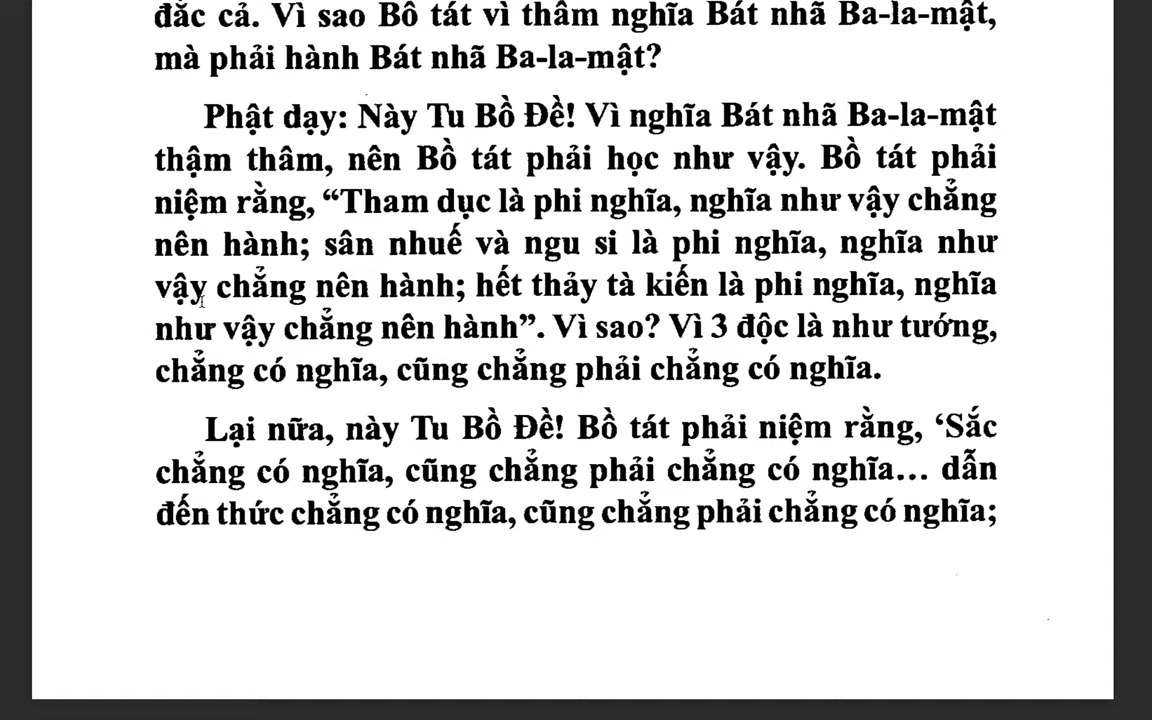 đắc cả. Vì sao Bồ tát vì thâm nghĩa Bát nhã Ba-la-mật,
mà phải hành Bát nhã Ba-la-mật?
Phật dạy: Này Tu Bồ Đề! Vì nghĩa Bát nhã Ba-la-mật
thậm thâm, nên Bồ tát phải học như vậy. Bồ tát phải
niệm rằng, “Tham dục là phi nghĩa, nghĩa như vậy chẳng
nên hành; sân nhuế và ngu si là phi nghĩa, nghĩa như
vậy chẳng nên hành; hết thảy tà kiến là phi nghĩa, nghĩa
như vậy chẳng nên hành”. Vì sao? Vì 3 độc là như tướng,
chẳng có nghĩa, cũng chẳng phải chẳng có nghĩa.
Lại nữa, này Tu Bồ Đề! Bồ tát phải niệm rằng, ‘Sắc
chẳng có nghĩa, cũng chẳng phải chẳng có nghĩa... dẫn
đến thức chẳng có nghĩa, cũng chẳng phải chẳng có nghĩa;